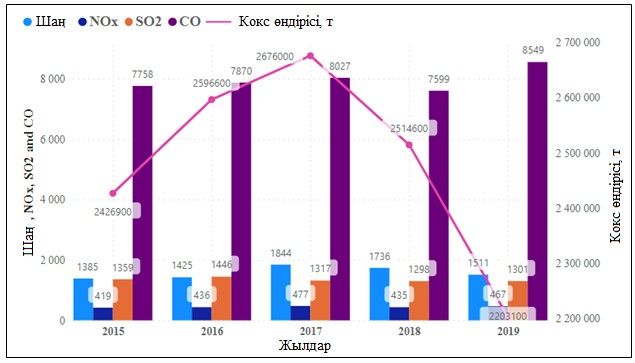 Шаң NOx SO2 CO Кокс өндірісі, т
2 700 000
2 600 000
2 500 000
2 400 000
2 300 000
2 200 000
8 000
6 000
4 000
2 000
0
Шаң , NOx, SO2 and CO
Кокс өндірісі, т
7758 7870 8027 7599 8549
2426900 2596600 2676000 2514600 2203100
1385 419 1359
1425 436 1446
1844 477 1317
1736 435 1298
1511 467 1301
2015 2016 2017 2018 2019
Жылдар